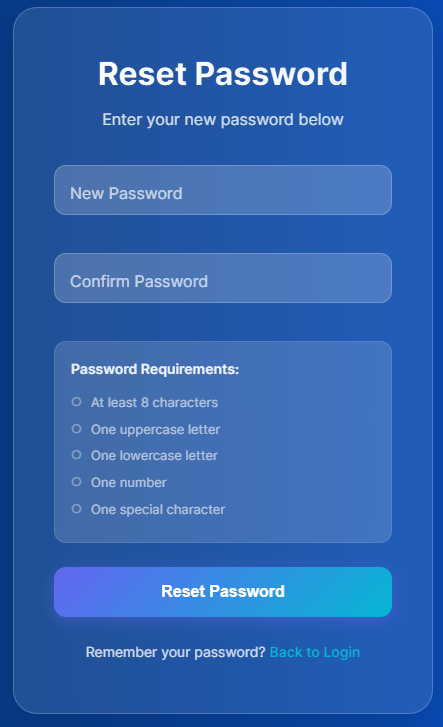 Reset Password
Enter your new password below
New Password
Confirm Password
Password Requirements:
At least 8 characters
One uppercase letter
One lowercase letter
One number
One special character
Reset Password
Remember your password? Back to Login